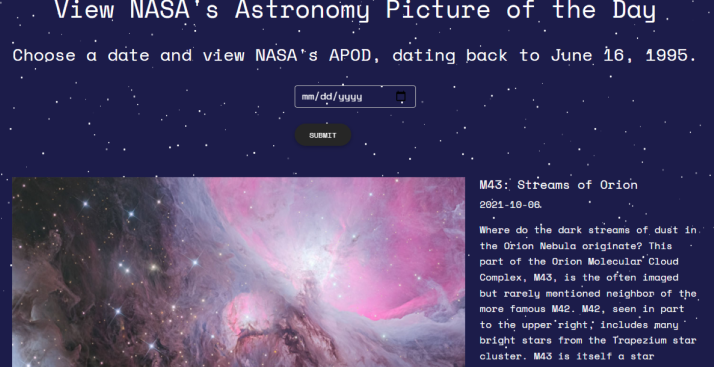 View NASA's Astronomy Picture of the Day
Choose a date and view NASA's APOD, dating back to June 16, 1995.
mm/dd/yyyy
SUBMIT
M43: Streams of Orion
2021-10-06
Where do the dark streams of dust in
the Orion Nebula originate? This
part of the Orion Molecular Cloud
Complex, M43, is the often imaged
but rarely mentioned neighbor of the
more famous M42. M42, seen in part
to the upper right, includes many
bright stars from the Trapezium star
cluster. M43 is itself a star